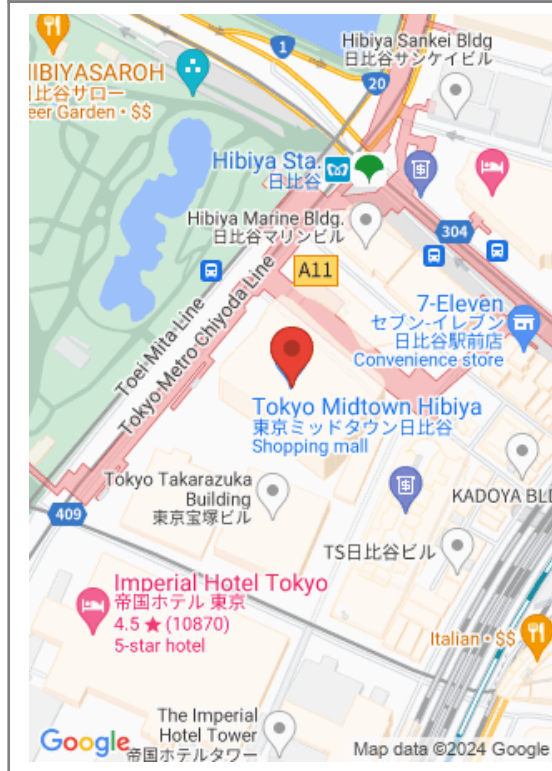 1
Hibiya Sankei Bldg
日比谷サンケイビル
HIBIYASAROH
日比谷サロー
eer Garden • $$
20
Hibiya Sta.
日比谷
Hibiya Marine Bldg.
日比谷マリンビル
304
A11
Toei Mita Line
Tokyo Metro Chiyoda Line
7-Eleven
セブン-イレブン
日比谷駅前店
Convenience store
Tokyo Midtown Hibiya
東京ミッドタウン日比谷
Shopping mall
Tokyo Takarazuka
Building
東京宝塚ビル
KADOYA BLD
409
TS日比谷ビル
Imperial Hotel Tokyo
帝国ホテル 東京
4.5 ★ (10870)
5-star hotel
Italian • $$
The Imperial
Hotel Tower
帝国ホテルタワー
Google
Map data ©2024 Google